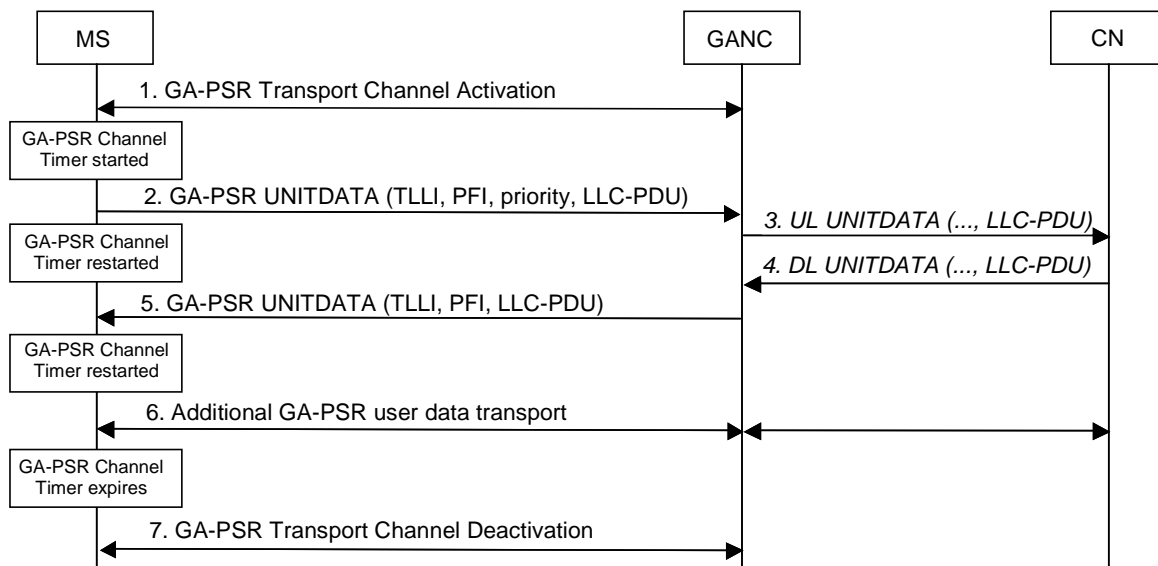 MS
GANC
CN
1. GA-PSR Transport Channel Activation
GA-PSR Channel
Timer started
2. GA-PSR UNITDATA (TLLI, PFI, priority, LLC-PDU)
3. UL UNITDATA (..., LLC-PDU)
GA-PSR Channel
Timer restarted
4. DL UNITDATA (..., LLC-PDU)
5. GA-PSR UNITDATA (TLLI, PFI, LLC-PDU)
GA-PSR Channel
Timer restarted
6. Additional GA-PSR user data transport
GA-PSR Channel
Timer expires
7. GA-PSR Transport Channel Deactivation